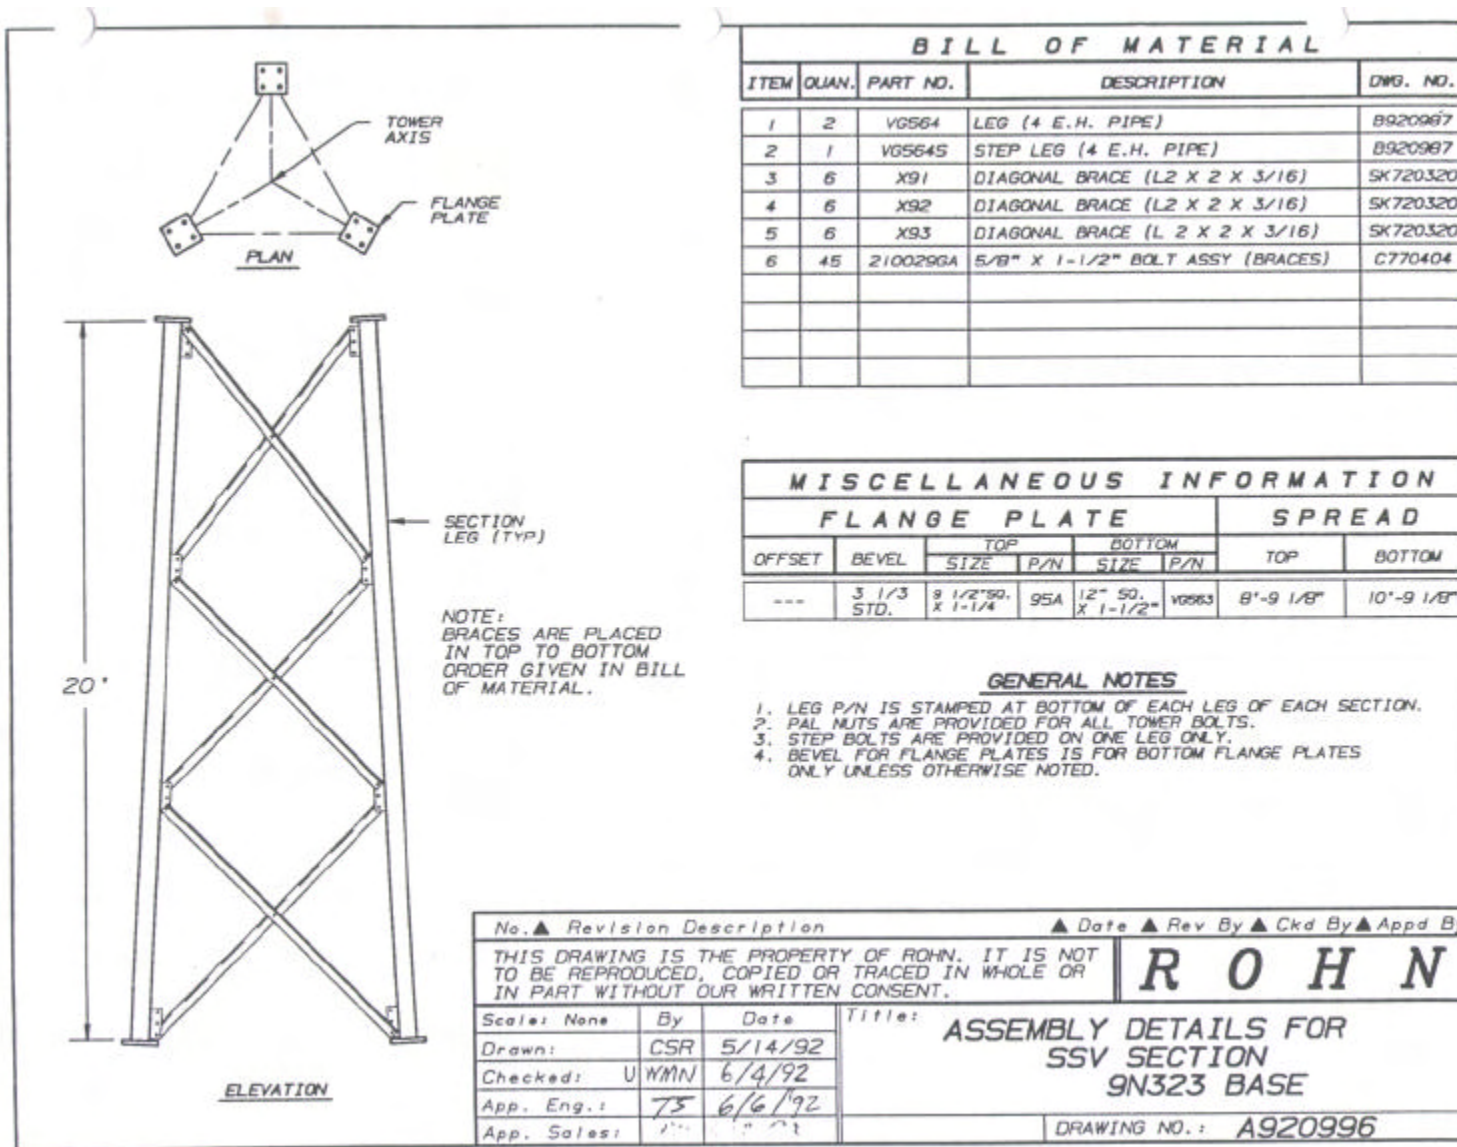 TOWER
AXIS
FLANGE
PLATE
PLAN
20'
SECTION
LEG (TYP)
NOTE:
BRACES ARE PLACED
IN TOP TO BOTTOM
ORDER GIVEN IN BILL
OF MATERIAL.
ELEVATION
BILL OF MATERIAL
ITEM QUAN. PART NO. DESCRIPTION DWG. NO.
1 2 VG564 LEG (4 E.H. PIPE) B920987
2 1 VG564S STEP LEG (4 E.H. PIPE) B920987
3 6 X91 DIAGONAL BRACE (L2 X 2 X 3/16) SK720320
4 6 X92 DIAGONAL BRACE (L2 X 2 X 3/16) SK720320
5 6 X93 DIAGONAL BRACE (L 2 X 2 X 3/16) SK720320
6 45 210029GA 5/8" X 1-1/2" BOLT ASSY (BRACES) C770404
MISCELLANEOUS INFORMATION
FLANGE PLATE SPREAD
OFFSET BEVEL TOP BOTTOM TOP BOTTOM
SIZE P/N SIZE P/N
--- 3 1/3 9 1/2"SQ. 95A 12" SQ. VG563 8'-9 1/8" 10'-9 1/8"
STD. X 1-1/4 X 1-1/2"
GENERAL NOTES
1. LEG P/N IS STAMPED AT BOTTOM OF EACH LEG OF EACH SECTION.
2. PAL NUTS ARE PROVIDED FOR ALL TOWER BOLTS.
3. STEP BOLTS ARE PROVIDED ON ONE LEG ONLY.
4. BEVEL FOR FLANGE PLATES IS FOR BOTTOM FLANGE PLATES
ONLY UNLESS OTHERWISE NOTED.
No.▲ Revision Description ▲ Date ▲ Rev By ▲ Ckd By ▲ Appd By
THIS DRAWING IS THE PROPERTY OF ROHN. IT IS NOT
TO BE REPRODUCED, COPIED OR TRACED IN WHOLE OR
IN PART WITHOUT OUR WRITTEN CONSENT.
ROHN
Scale: None By Date
Drawn: CSR 5/14/92
Checked: U WMN 6/4/92
App. Eng.: TS 6/6/92
App. Sales:
Title: ASSEMBLY DETAILS FOR
SSV SECTION
9N323 BASE
DRAWING NO.: A920996